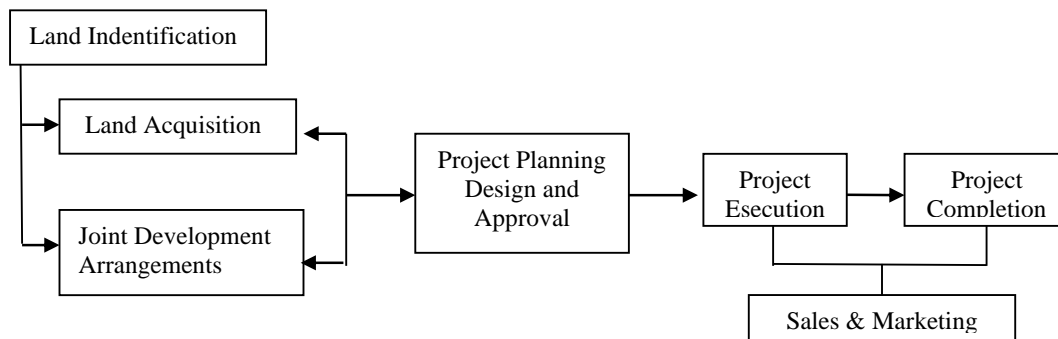 Land Indentification
Land Acquisition
Joint Development
Arrangements
Project Planning
Design and
Approval
Project
Esecution
Project
Completion
Sales & Marketing